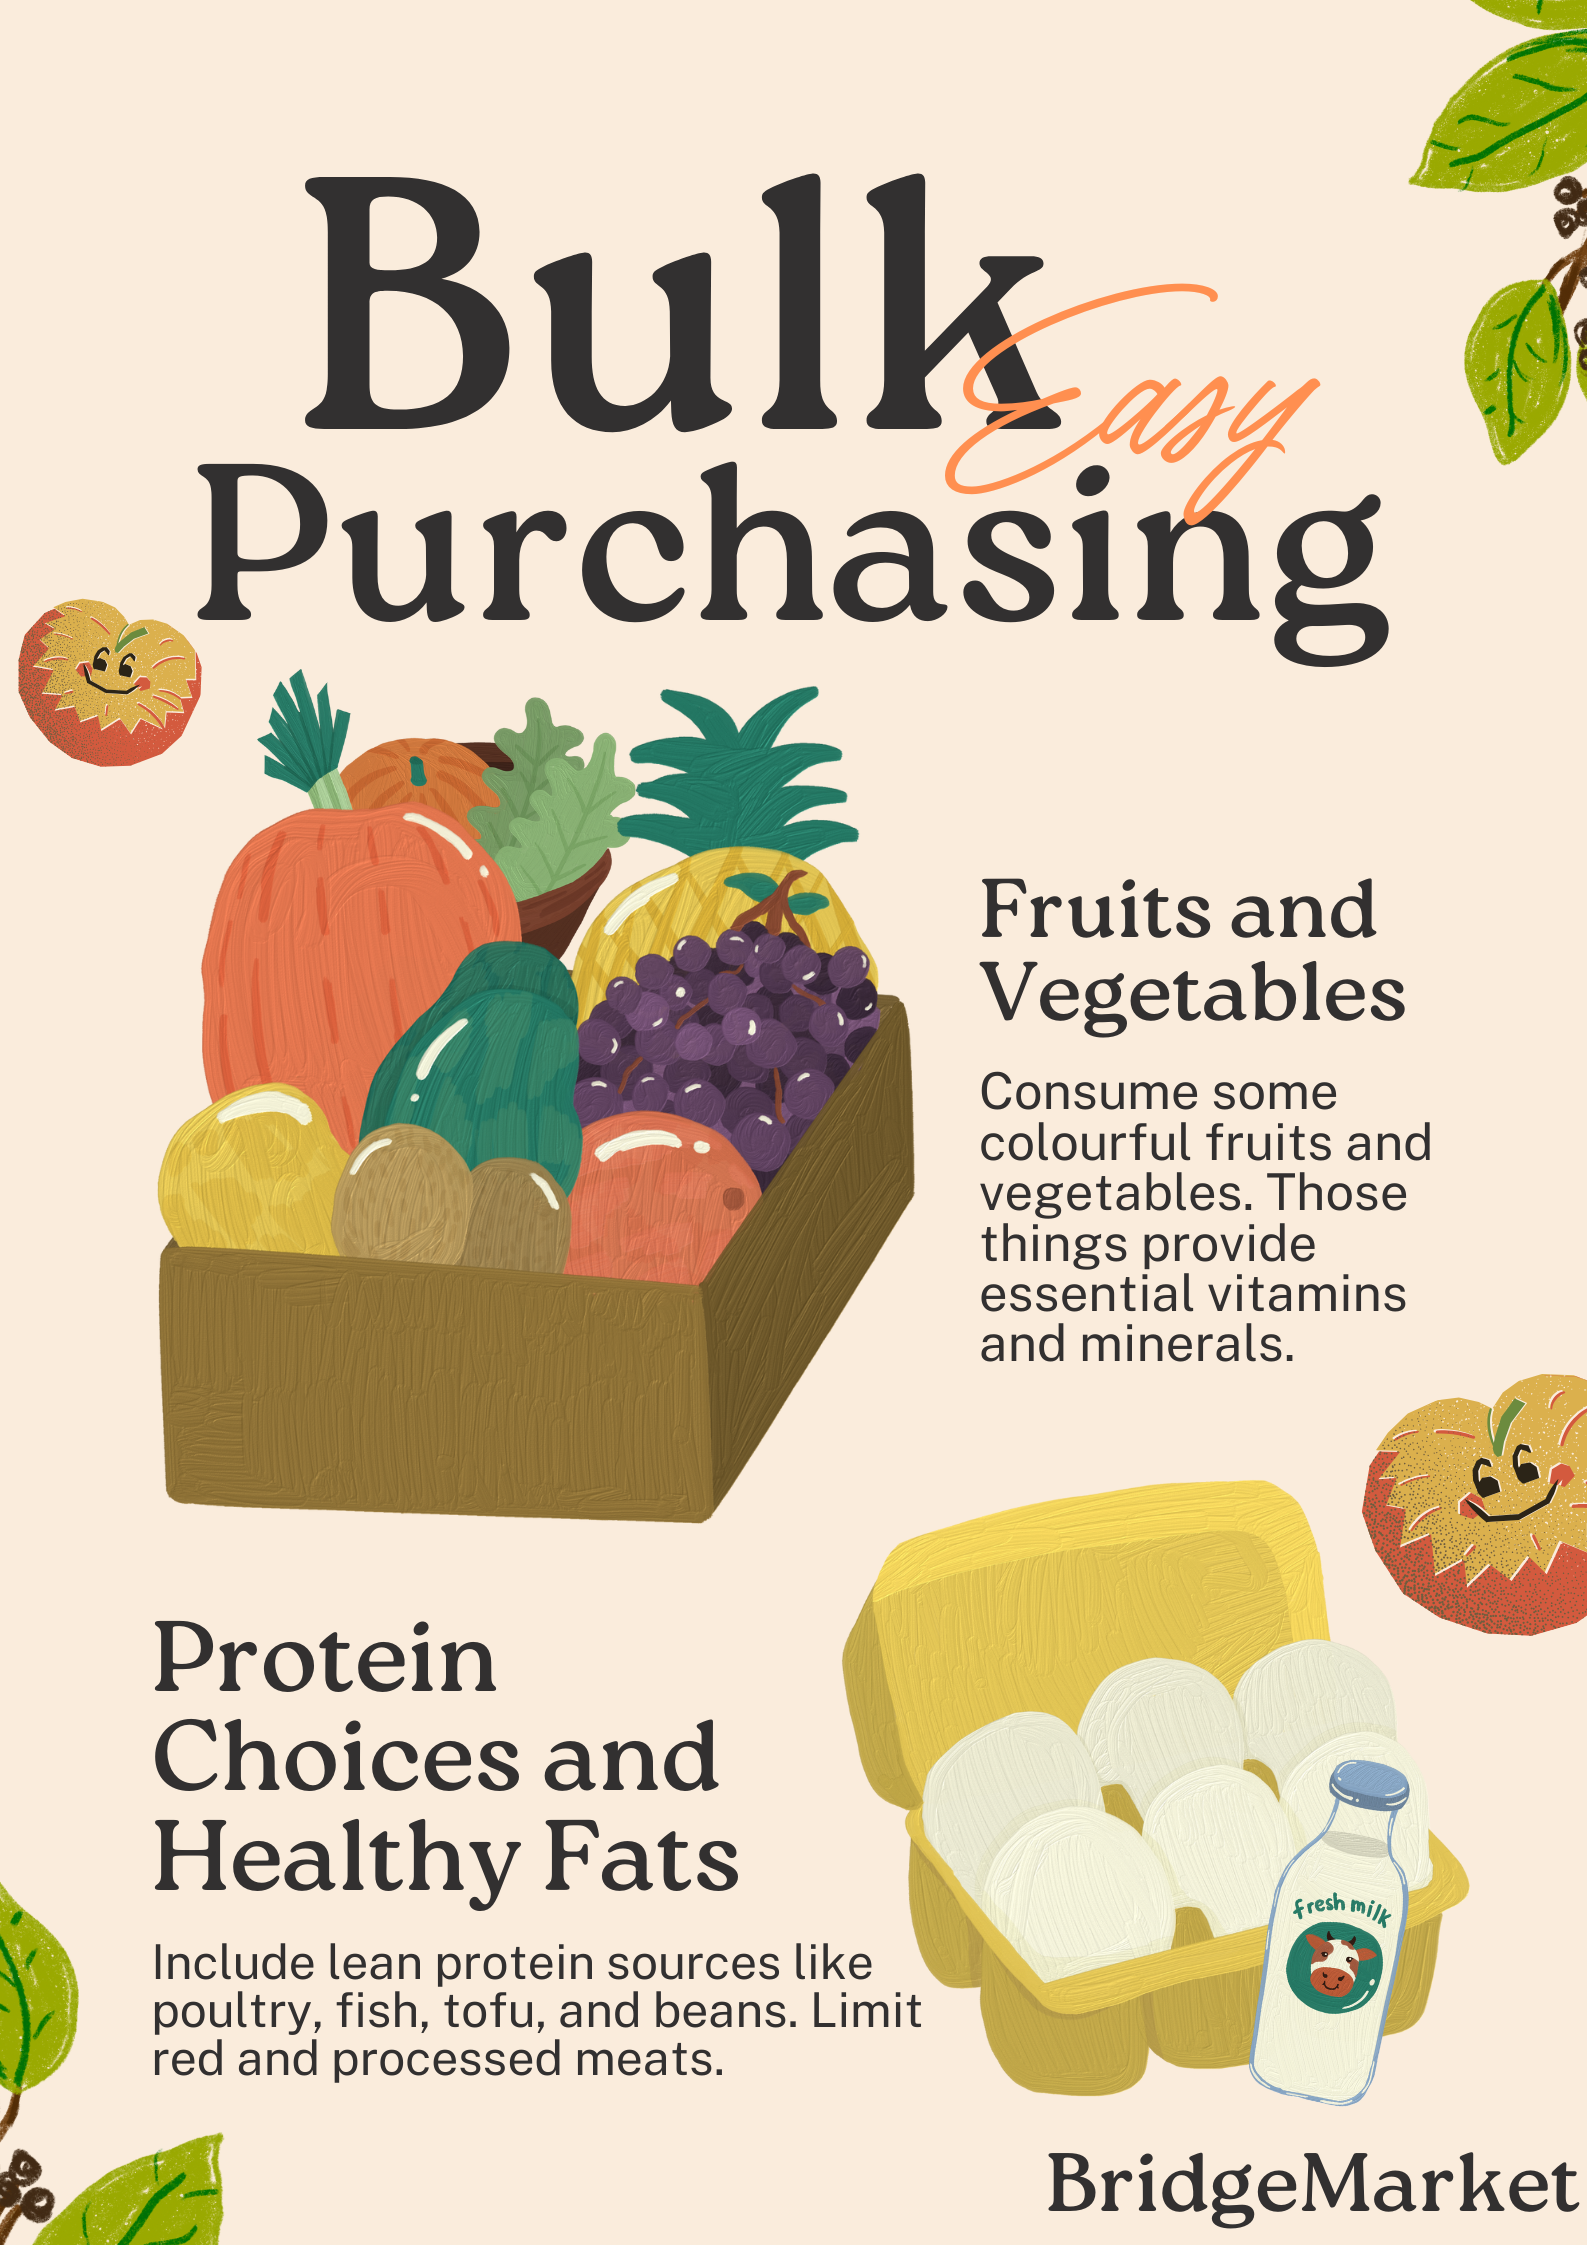 Bulk
Easy
Purchasing
Fruits and
Vegetables
Consume some
colourful fruits and
vegetables. Those
things provide
essential vitamins
and minerals.
Protein
Choices and
Healthy Fats
Include lean protein sources like
poultry, fish, tofu, and beans. Limit
red and processed meats.
fresh milk
BridgeMarket